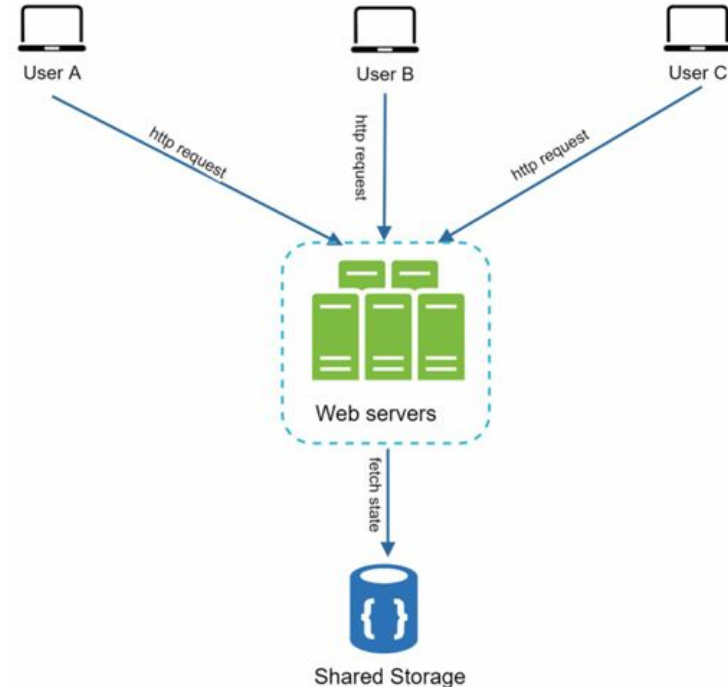 User A
User B
User C
http request
http request
http request
Web servers
fetch state
{ }
Shared Storage